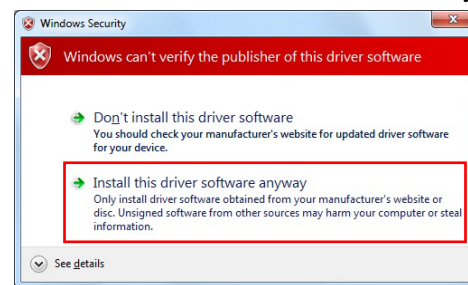 Windows Security
Windows can't verify the publisher of this driver software
Don't install this driver software
You should check your manufacturer's website for updated driver software
for your device.
Install this driver software anyway
Only install driver software obtained from your manufacturer's website or
disc. Unsigned software from other sources may harm your computer or steal
information.
See details